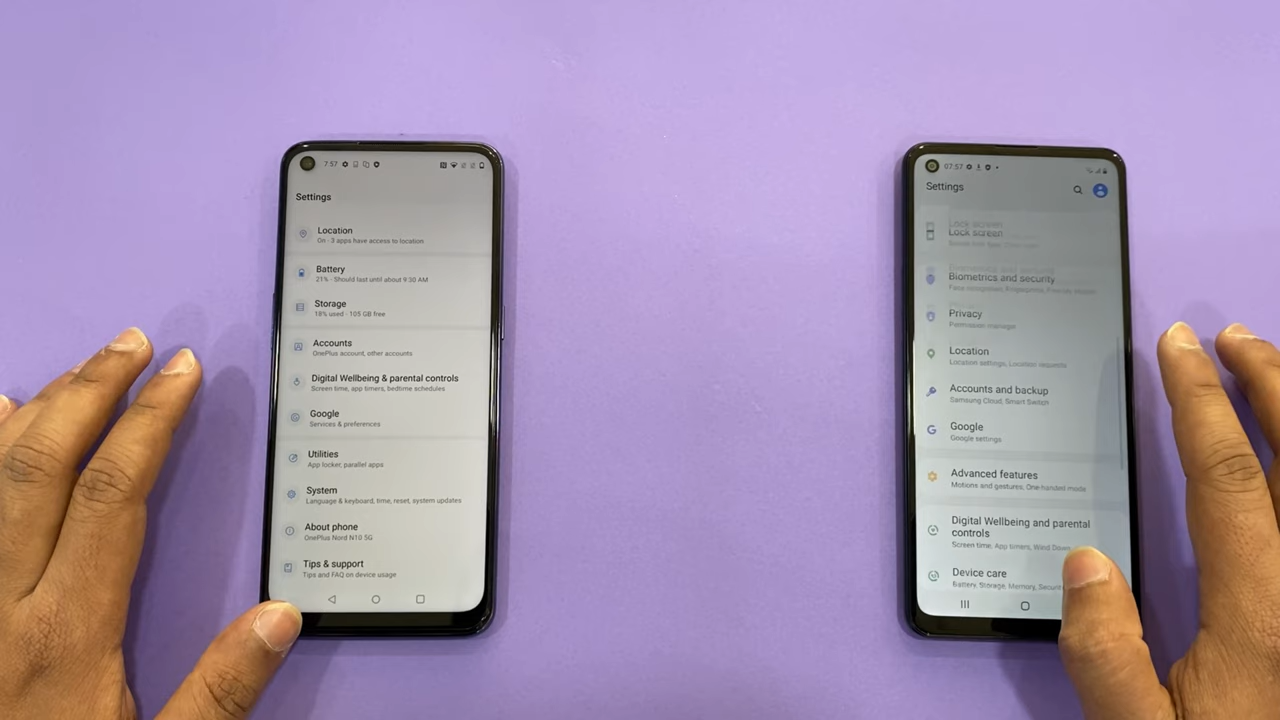 7:57
Settings
Location
On - 3 apps have access to location
Battery
21% - Should last until about 9:30 AM
Storage
18% used - 105 GB free
Accounts
OnePlus account, other accounts
Digital Wellbeing & parental controls
Screen time, app timers, bedtime schedules
Google
Services & preferences
Utilities
App locker, parallel apps
System
Language & keyboard, time, reset, system updates
About phone
OnePlus Nord N10 5G
Tips & support
Tips and FAQ on device usage
07:57
Settings
Lock screen
Biometrics and security
Privacy
Permission manager
Location
Location settings, Location requests
Accounts and backup
Samsung Cloud, Smart Switch
Google
Google settings
Advanced features
Motions and gestures, One-handed mode
Digital Wellbeing and parental
controls
Screen time, App timers, Wind Down
Device care
Battery, Storage, Memory,